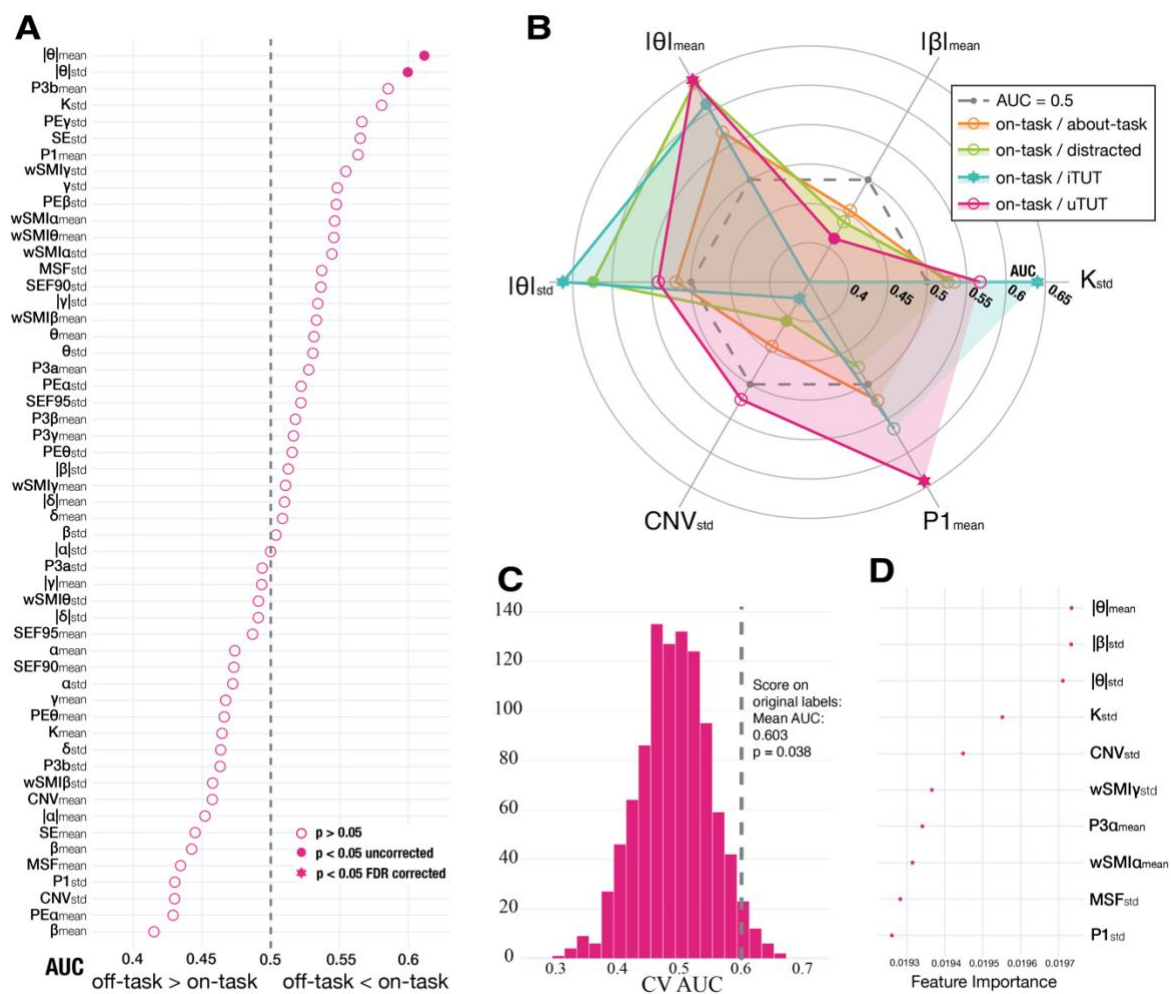 A
|θ|mean
|θ|std
P3bmean
Kstd
PEγstd
SEstd
P1mean
wSMIγstd
γstd
PEβstd
wSMIαmean
wSMIθmean
wSMIαstd
MSFstd
SEF90std
|γ|std
wSMIβmean
θmean
θstd
P3amean
PEαstd
SEF95std
P3βmean
P3γmean
PEθstd
|β|std
wSMIγmean
|δ|mean
δmean
βstd
|α|std
P3astd
|γ|mean
wSMIθstd
|δ|std
SEF95mean
αmean
SEF90mean
αstd
γmean
PEθmean
Kmean
δstd
P3bstd
wSMIβstd
CNVmean
|α|mean
SEmean
βmean
MSFmean
P1std
CNVstd
PEαmean
βmean
p > 0.05
p < 0.05 uncorrected
p < 0.05 FDR corrected
0.4 0.45 0.5 0.55 0.6
AUC
off-task > on-task off-task < on-task
B
|θ|mean
|β|mean
AUC = 0.5
on-task / about-task
on-task / distracted
on-task / iTUT
on-task / uTUT
|θ|std
AUC
0.4 0.45 0.5 0.55 0.6 0.65
Kstd
CNVstd
P1mean
C
140
120
100
80
60
40
20
0
Score on
original labels:
Mean AUC:
0.603
p = 0.038
0.3 0.4 0.5 0.6 0.7
CV AUC
D
|θ|mean
|β|std
|θ|std
Kstd
CNVstd
wSMIγstd
P3αmean
wSMIαmean
MSFstd
P1std
0.0193 0.0194 0.0195 0.0196 0.0197
Feature Importance